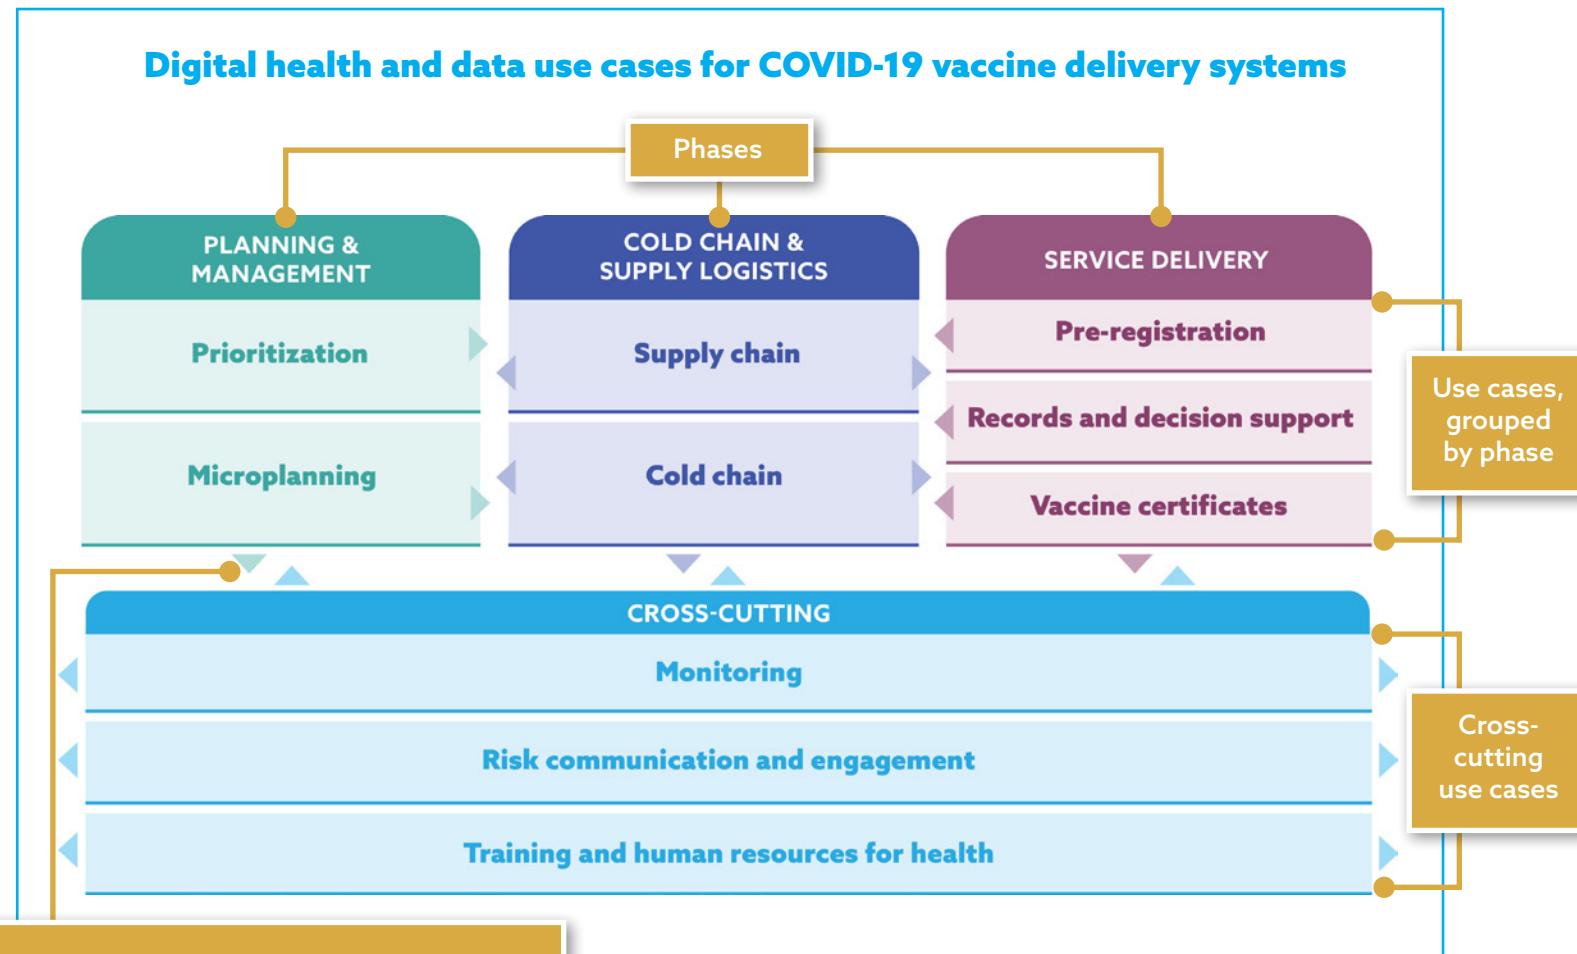 Digital health and data use cases for COVID-19 vaccine delivery systems
Phases
PLANNING &
MANAGEMENT
Prioritization
Microplanning
COLD CHAIN &
SUPPLY LOGISTICS
Supply chain
Cold chain
SERVICE DELIVERY
Pre-registration
Records and decision support
Vaccine certificates
Use cases,
grouped
by phase
CROSS-CUTTING
Monitoring
Risk communication and engagement
Training and human resources for health
Cross-
cutting
use cases